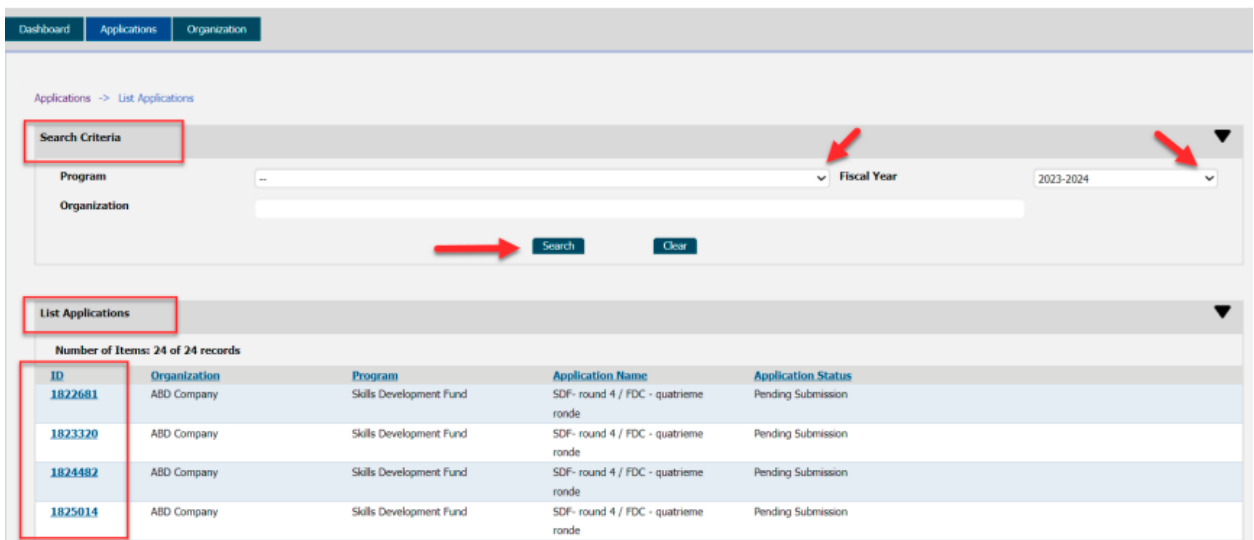 Dashboard Applications Organization
Applications -> List Applications
Search Criteria
Program -- Fiscal Year 2023-2024
Organization
Search Clear
List Applications
Number of Items: 24 of 24 records
ID Organization Program Application Name Application Status
1822681 ABD Company Skills Development Fund SDF- round 4 / FDC - quatrieme Pending Submission
ronde
1823320 ABD Company Skills Development Fund SDF- round 4 / FDC - quatrieme Pending Submission
ronde
1824482 ABD Company Skills Development Fund SDF- round 4 / FDC - quatrieme Pending Submission
ronde
1825014 ABD Company Skills Development Fund SDF- round 4 / FDC - quatrieme Pending Submission
ronde